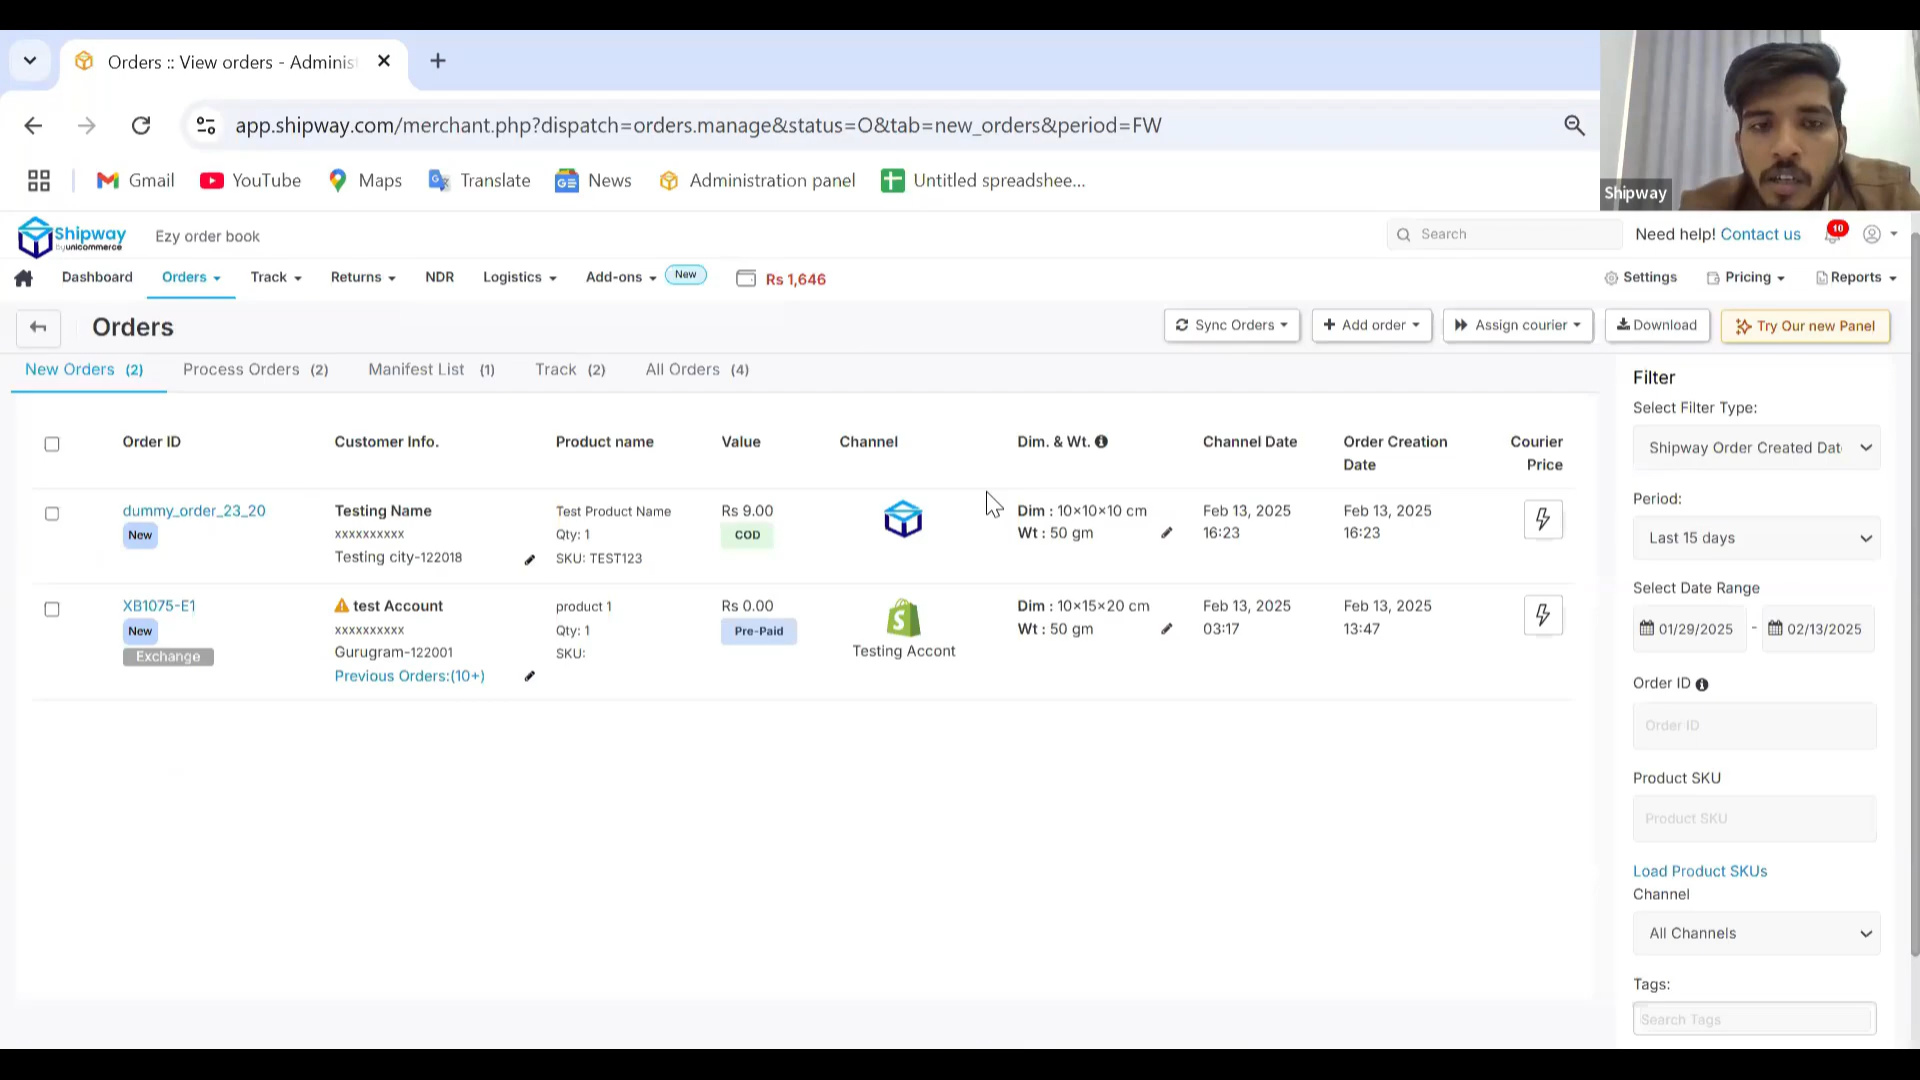 Orders :: View orders - Adminis
app.shipway.com/merchant.php?dispatch=orders.manage&status=O&tab=new_orders&period=FW
Gmail YouTube Maps Translate News Administration panel Untitled spreadshee...
Shipway
Shipway
by unicommerce
Ezy order book
Search
Need help! Contact us
10
Dashboard Orders Track Returns NDR Logistics Add-ons New Rs 1,646 Settings Pricing Reports
Orders
Sync Orders Add order Assign courier Download Try Our new Panel
New Orders (2) Process Orders (2) Manifest List (1) Track (2) All Orders (4)
Order ID Customer Info. Product name Value Channel Dim. & Wt. Channel Date Order Creation Date Courier Price
dummy_order_23_20
New
Testing Name
xxxxxxxxxx
Testing city-122018
Test Product Name
Qty: 1
SKU: TEST123
Rs 9.00
COD
Dim : 10×10×10 cm
Wt : 50 gm
Feb 13, 2025
16:23
Feb 13, 2025
16:23
XB1075-E1
New
Exchange
test Account
xxxxxxxxxx
Gurugram-122001
Previous Orders:(10+)
product 1
Qty: 1
SKU:
Rs 0.00
Pre-Paid
Testing Accont
Dim : 10×15×20 cm
Wt : 50 gm
Feb 13, 2025
03:17
Feb 13, 2025
13:47
Filter
Select Filter Type:
Shipway Order Created Dat
Period:
Last 15 days
Select Date Range
01/29/2025 - 02/13/2025
Order ID
Order ID
Product SKU
Product SKU
Load Product SKUs
Channel
All Channels
Tags:
Search Tags